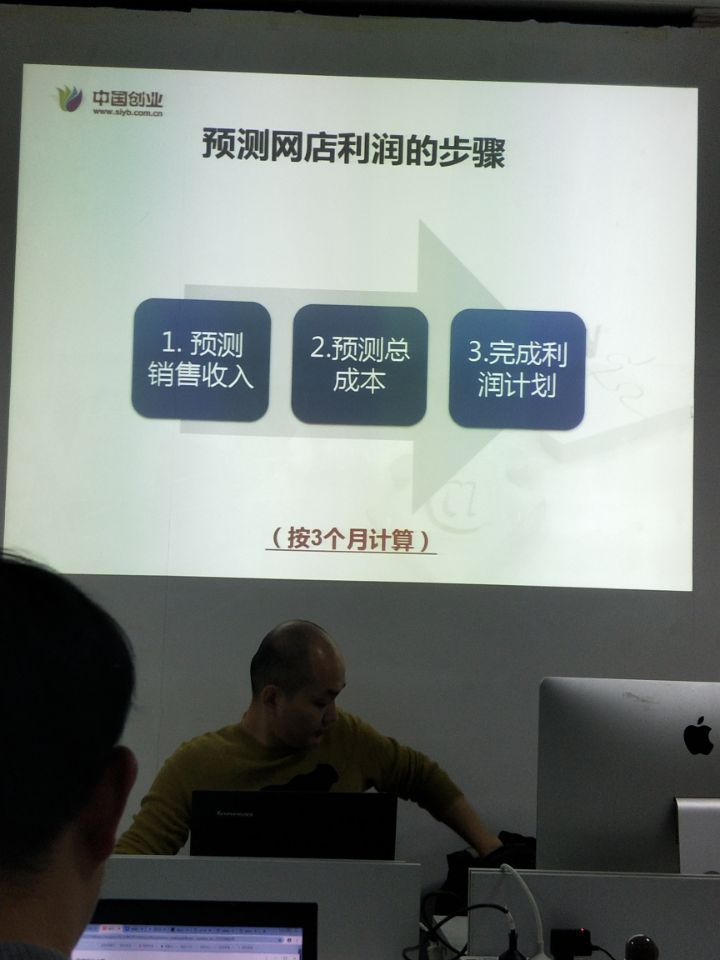 中国创业
www.siyb.com.cn
预测网店利润的步骤
1. 预测
销售收入
2.预测总
成本
3.完成利
润计划
（按3个月计算）
lenovo